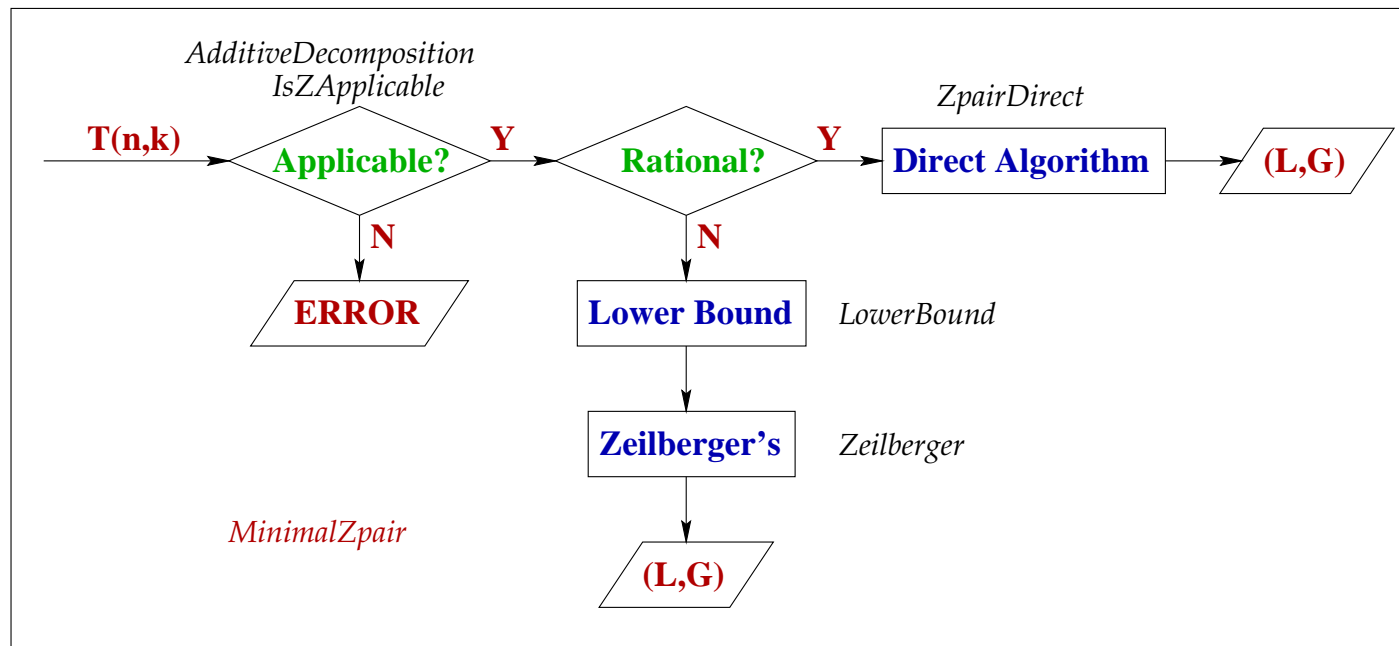 AdditiveDecomposition
IsZApplicable
T(n,k)
Applicable?
Y
Rational?
Y
ZpairDirect
Direct Algorithm
(L,G)
N
N
ERROR
Lower Bound
LowerBound
Zeilberger's
Zeilberger
MinimalZpair
(L,G)